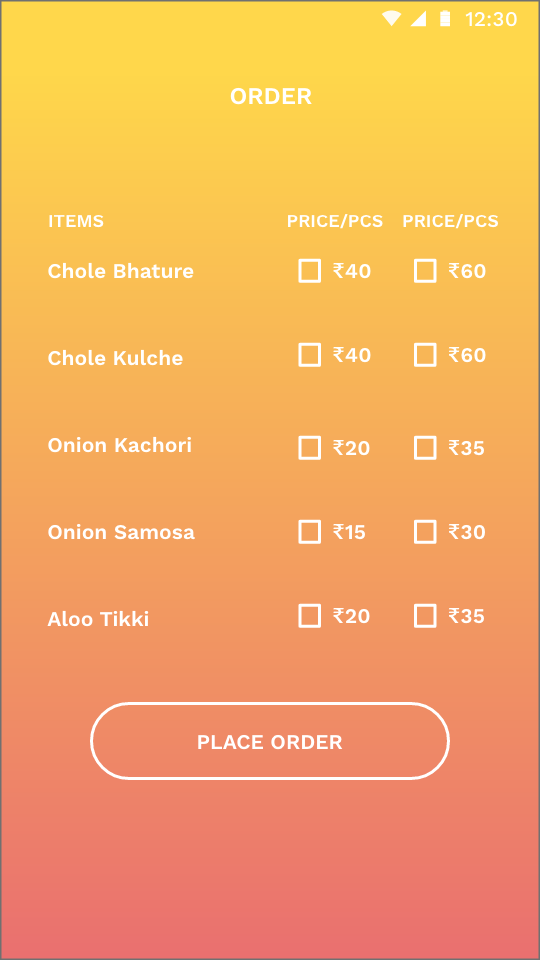 12:30
ORDER
ITEMS PRICE/PCS PRICE/PCS
Chole Bhature ₹40 ₹60
Chole Kulche ₹40 ₹60
Onion Kachori ₹20 ₹35
Onion Samosa ₹15 ₹30
Aloo Tikki ₹20 ₹35
PLACE ORDER